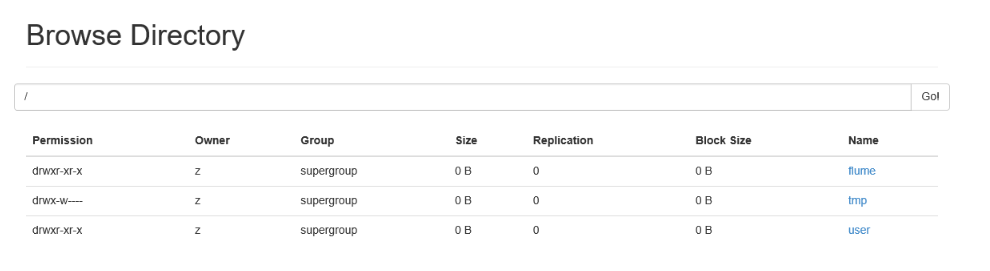 Browse Directory
/ Go!
Permission Owner Group Size Replication Block Size Name
drwxr-xr-x z supergroup 0 B 0 0 B flume
drwx-w---- z supergroup 0 B 0 0 B tmp
drwxr-xr-x z supergroup 0 B 0 0 B user